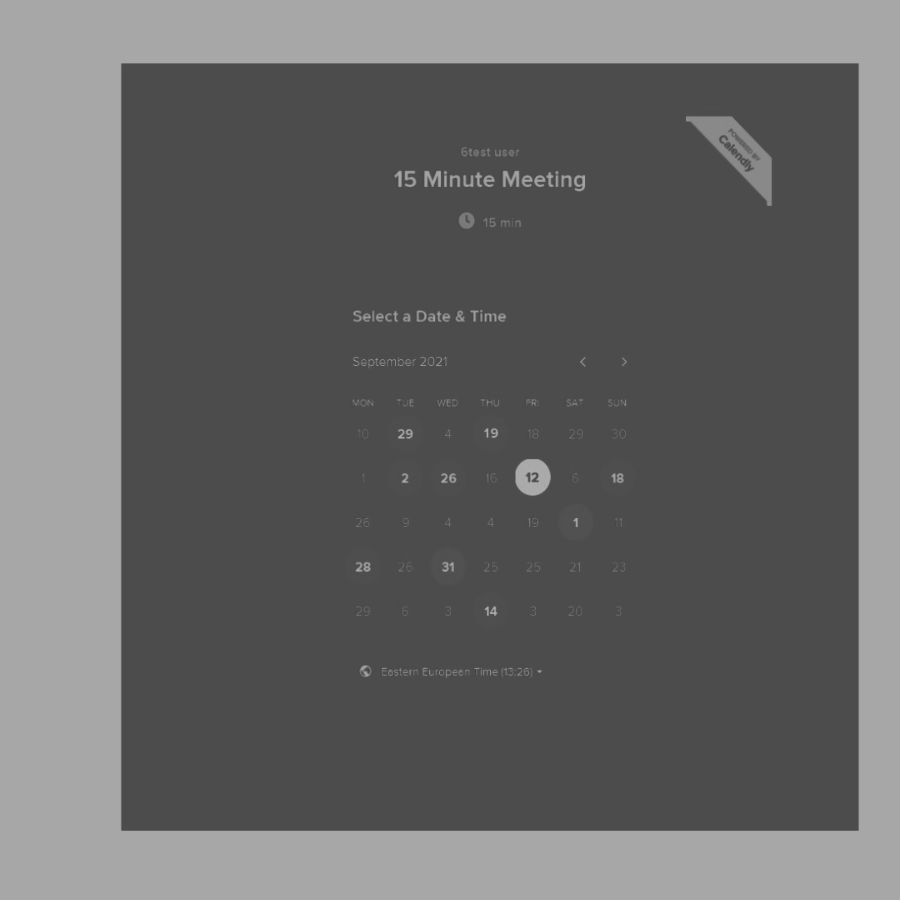 POWERED BY
Calendly
6test user
15 Minute Meeting
15 min
Select a Date & Time
September 2021
MON TUE WED THU FRI SAT SUN
10 29 4 19 18 29 30
1 2 26 16 12 6 18
26 9 4 4 19 1 11
28 26 31 25 25 21 23
29 6 3 14 3 20 3
Eastern European Time (13:26)